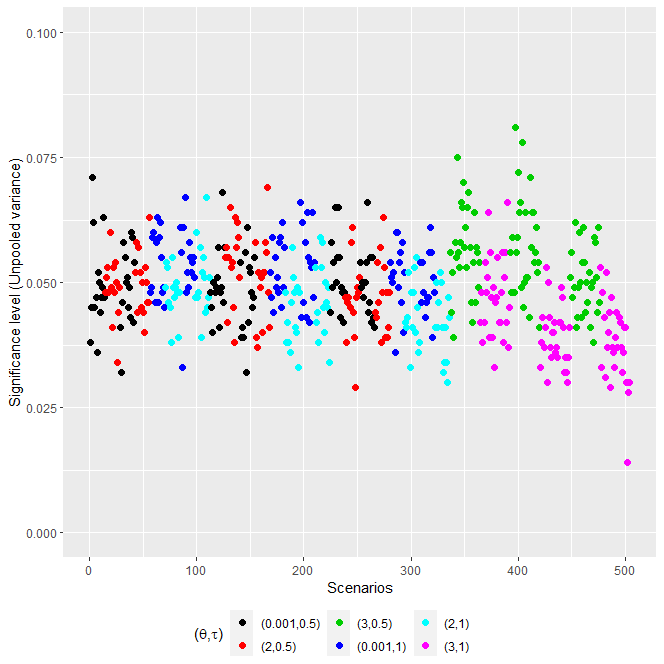 0.100
0.075
0.050
0.025
0.000
Significance level (Unpooled variance)
0 100 200 300 400 500
Scenarios
(θ,τ) (0.001,0.5) (3,0.5) (2,1)
(2,0.5) (0.001,1) (3,1)